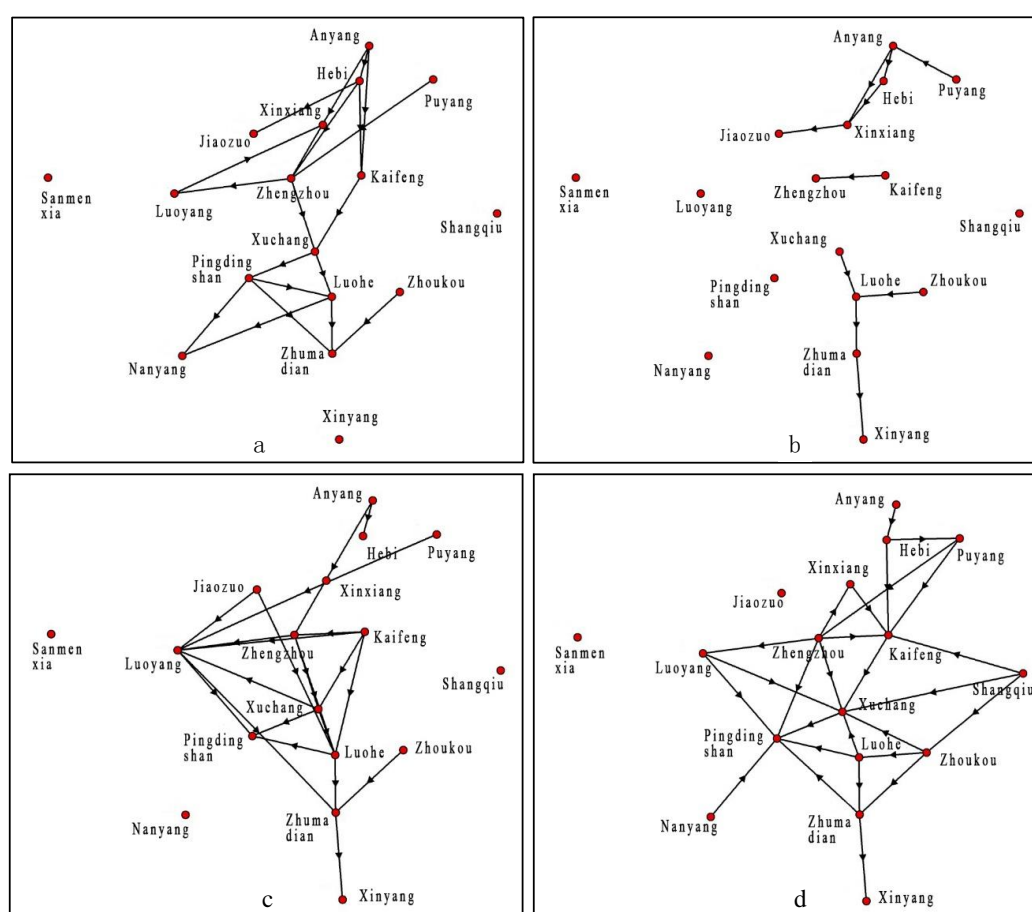 Anyang
Hebi
Puyang
Xinxiang
Jiaozuo
Kaifeng
Zhengzhou
Sanmen
xia
Luoyang
Shangqiu
Xuchang
Pingding
shan
Luohe
Zhoukou
Nanyang
Zhuma
dian
Xinyang
a
Anyang
Puyang
Hebi
Xinxiang
Jiaozuo
Kaifeng
Zhengzhou
Sanmen
xia
Luoyang
Shangqiu
Xuchang
Luohe
Zhoukou
Pingding
shan
Zhuma
dian
Nanyang
Xinyang
b
Anyang
Hebi
Puyang
Jiaozuo
Xinxiang
Kaifeng
Zhengzhou
Sanmen
xia
Luoyang
Shangqiu
Xuchang
Pingding
shan
Luohe
Zhoukou
Nanyang
Zhuma
dian
Xinyang
c
Anyang
Hebi
Puyang
Xinxiang
Jiaozuo
Sanmen
xia
Zhengzhou
Kaifeng
Luoyang
Shangqiu
Xuchang
Pingding
shan
Luohe
Zhoukou
Nanyang
Zhuma
dian
Xinyang
d